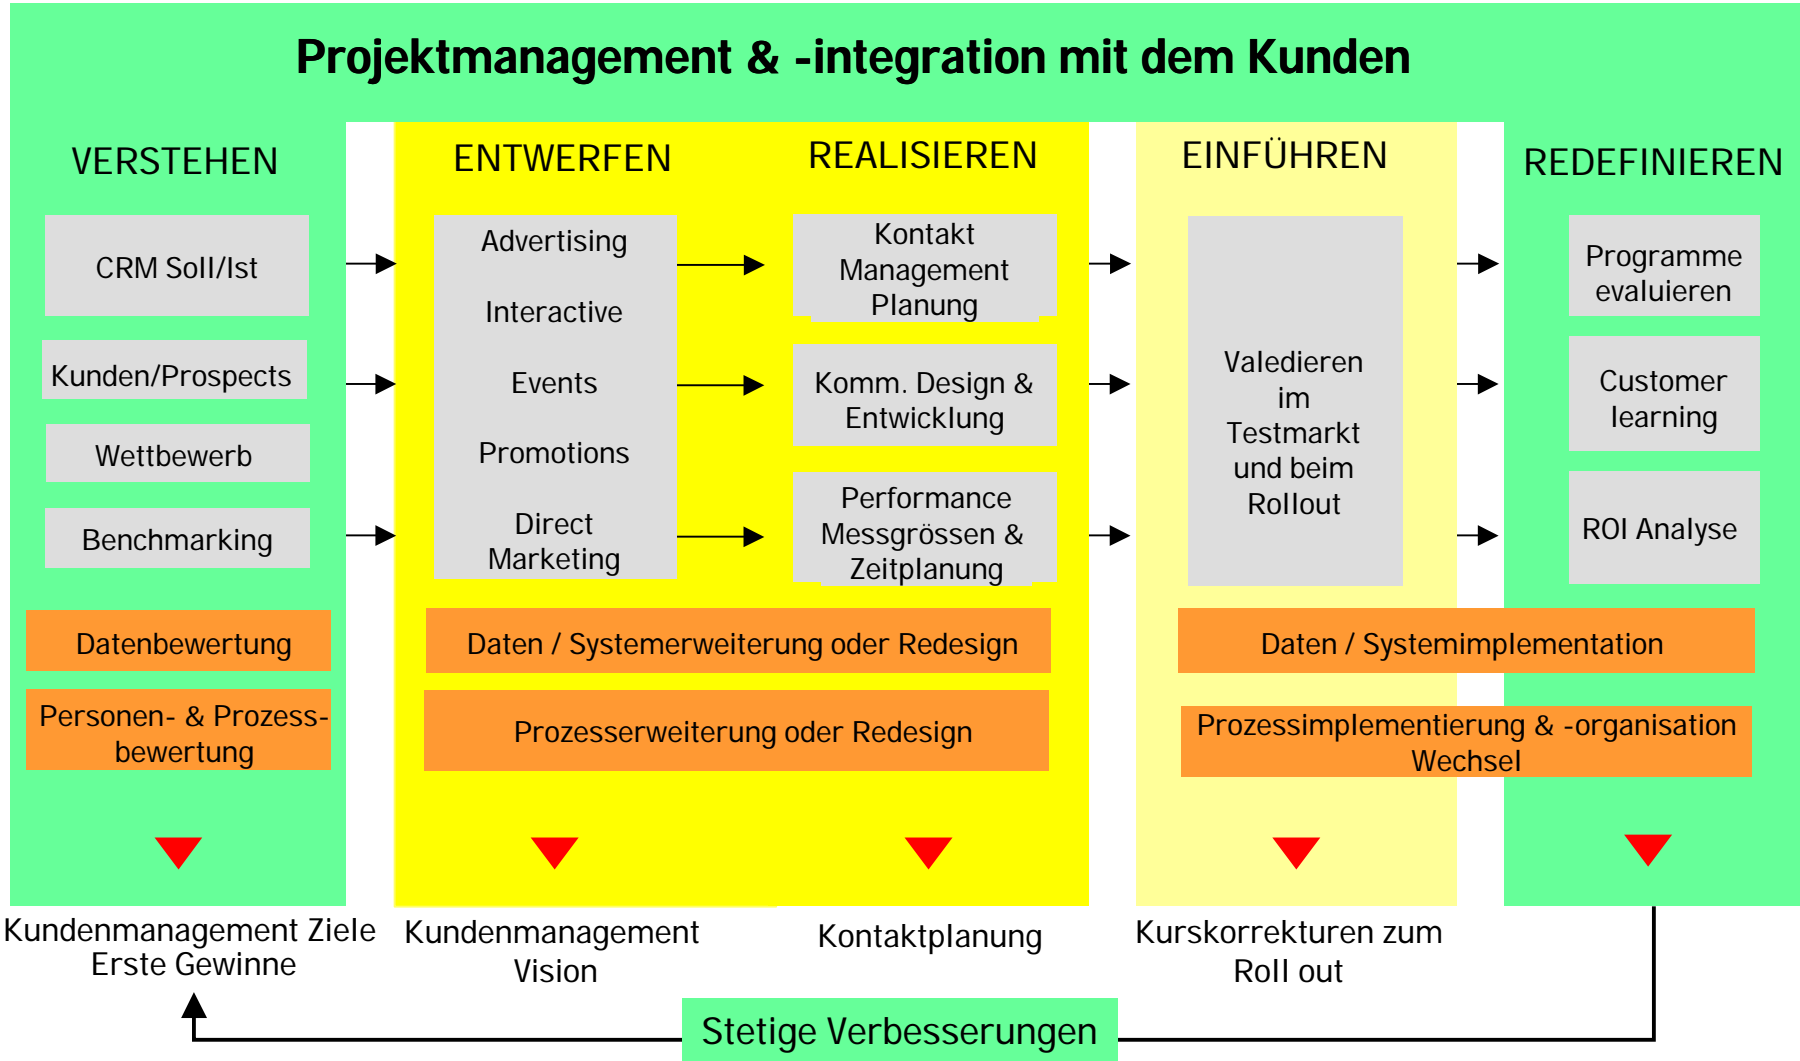 Projektmanagement & -integration mit dem Kunden
VERSTEHEN
CRM Soll/Ist
Kunden/Prospects
Wettbewerb
Benchmarking
Datenbewertung
Personen- & Prozess-
bewertung
Kundenmanagement Ziele
Erste Gewinne
ENTWERFEN
Advertising
Interactive
Events
Promotions
Direct
Marketing
REALISIEREN
Kontakt
Management
Planung
Komm. Design &
Entwicklung
Performance
Messgrössen &
Zeitplanung
Daten / Systemerweiterung oder Redesign
Prozesserweiterung oder Redesign
Kundenmanagement
Vision
Kontaktplanung
EINFÜHREN
Valedieren
im
Testmarkt
und beim
Rollout
REDEFINIEREN
Programme
evaluieren
Customer
learning
ROI Analyse
Daten / Systemimplementation
Prozessimplementierung & -organisation
Wechsel
Kurskorrekturen zum
Roll out
Stetige Verbesserungen